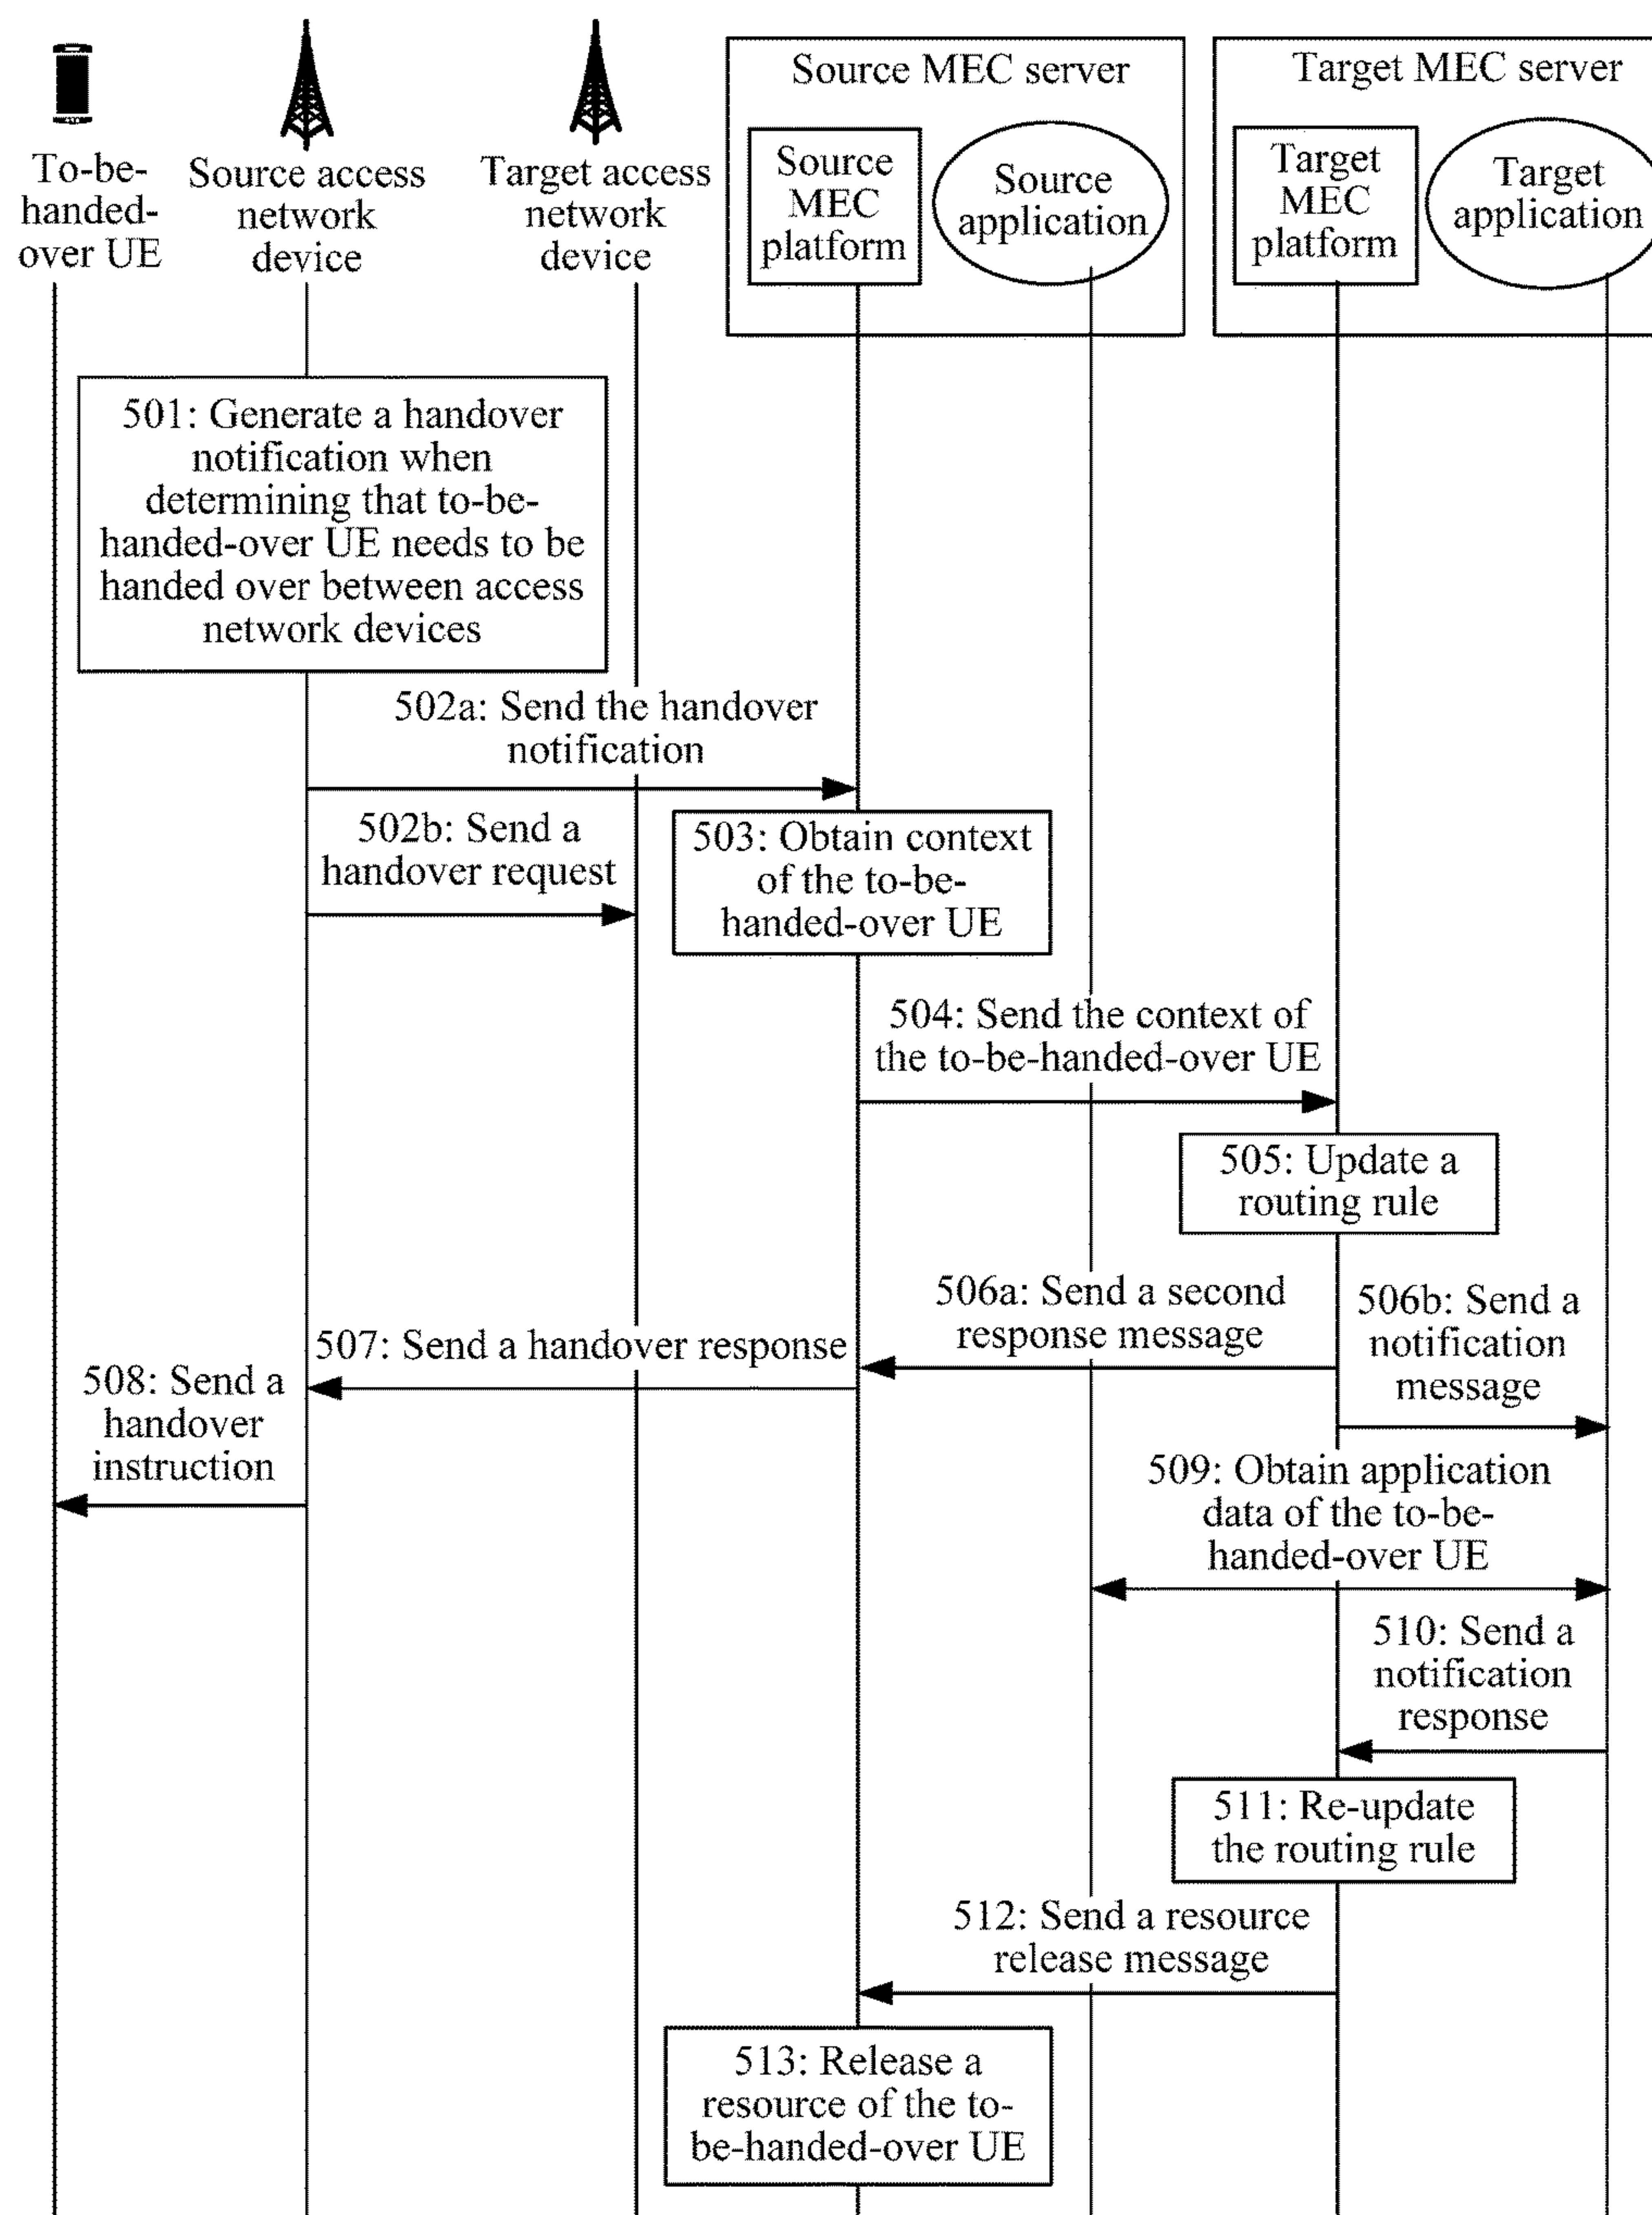 To-be-
handed-
over UE
Source access
network
device
Target access
network
device
Source MEC server
Source
MEC
platform
Source
application
Target MEC server
Target
MEC
platform
Target
application
501: Generate a handover
notification when
determining that to-be-
handed-over UE needs to be
handed over between access
network devices
502a: Send the handover
notification
502b: Send a
handover request
503: Obtain context
of the to-be-
handed-over UE
504: Send the context of
the to-be-handed-over UE
505: Update a
routing rule
506a: Send a second
response message
506b: Send a
notification
message
507: Send a handover response
508: Send a
handover
instruction
509: Obtain application
data of the to-be-
handed-over UE
510: Send a
notification
response
511: Re-update
the routing rule
512: Send a resource
release message
513: Release a
resource of the to-
be-handed-over UE